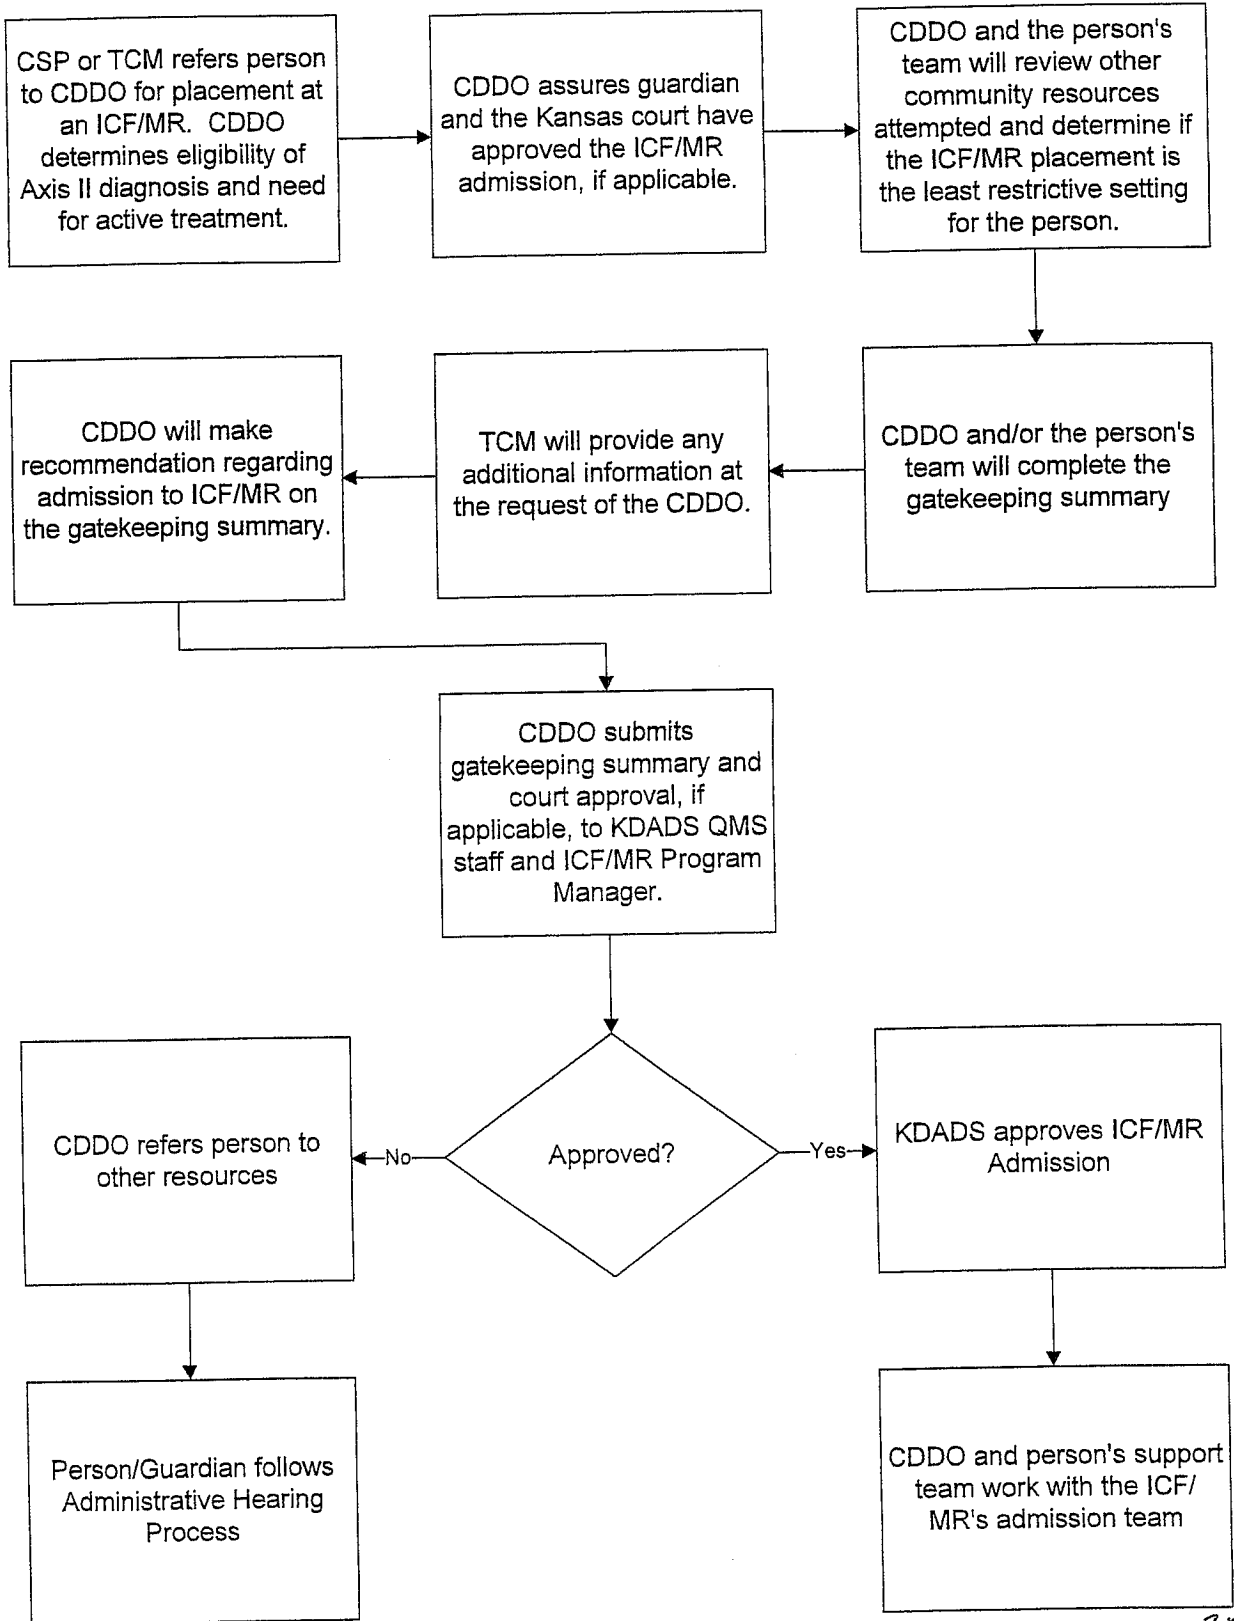 CSP or TCM refers person
to CDDO for placement at
an ICF/MR. CDDO
determines eligibility of
Axis II diagnosis and need
for active treatment.
CDDO assures guardian
and the Kansas court have
approved the ICF/MR
admission, if applicable.
CDDO and the person's
team will review other
community resources
attempted and determine if
the ICF/MR placement is
the least restrictive setting
for the person.
CDDO will make
recommendation regarding
admission to ICF/MR on
the gatekeeping summary.
TCM will provide any
additional information at
the request of the CDDO.
CDDO and/or the person's
team will complete the
gatekeeping summary
CDDO submits
gatekeeping summary and
court approval, if
applicable, to KDADS QMS
staff and ICF/MR Program
Manager.
CDDO refers person to
other resources
No
Approved?
Yes
KDADS approves ICF/MR
Admission
Person/Guardian follows
Administrative Hearing
Process
CDDO and person's support
team work with the ICF/
MR's admission team